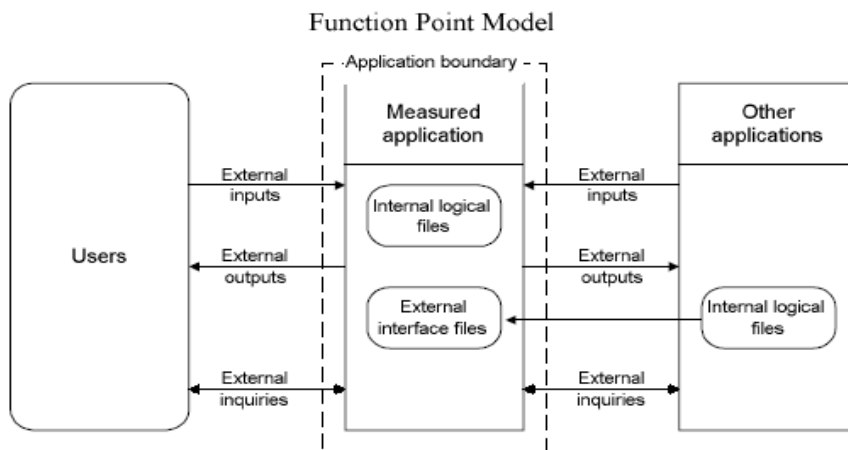 Function Point Model
Application boundary
Measured
application
Other
applications
External
inputs
External
inputs
Internal logical
files
Users
External
outputs
External
outputs
External
interface files
Internal logical
files
External
inquiries
External
inquiries